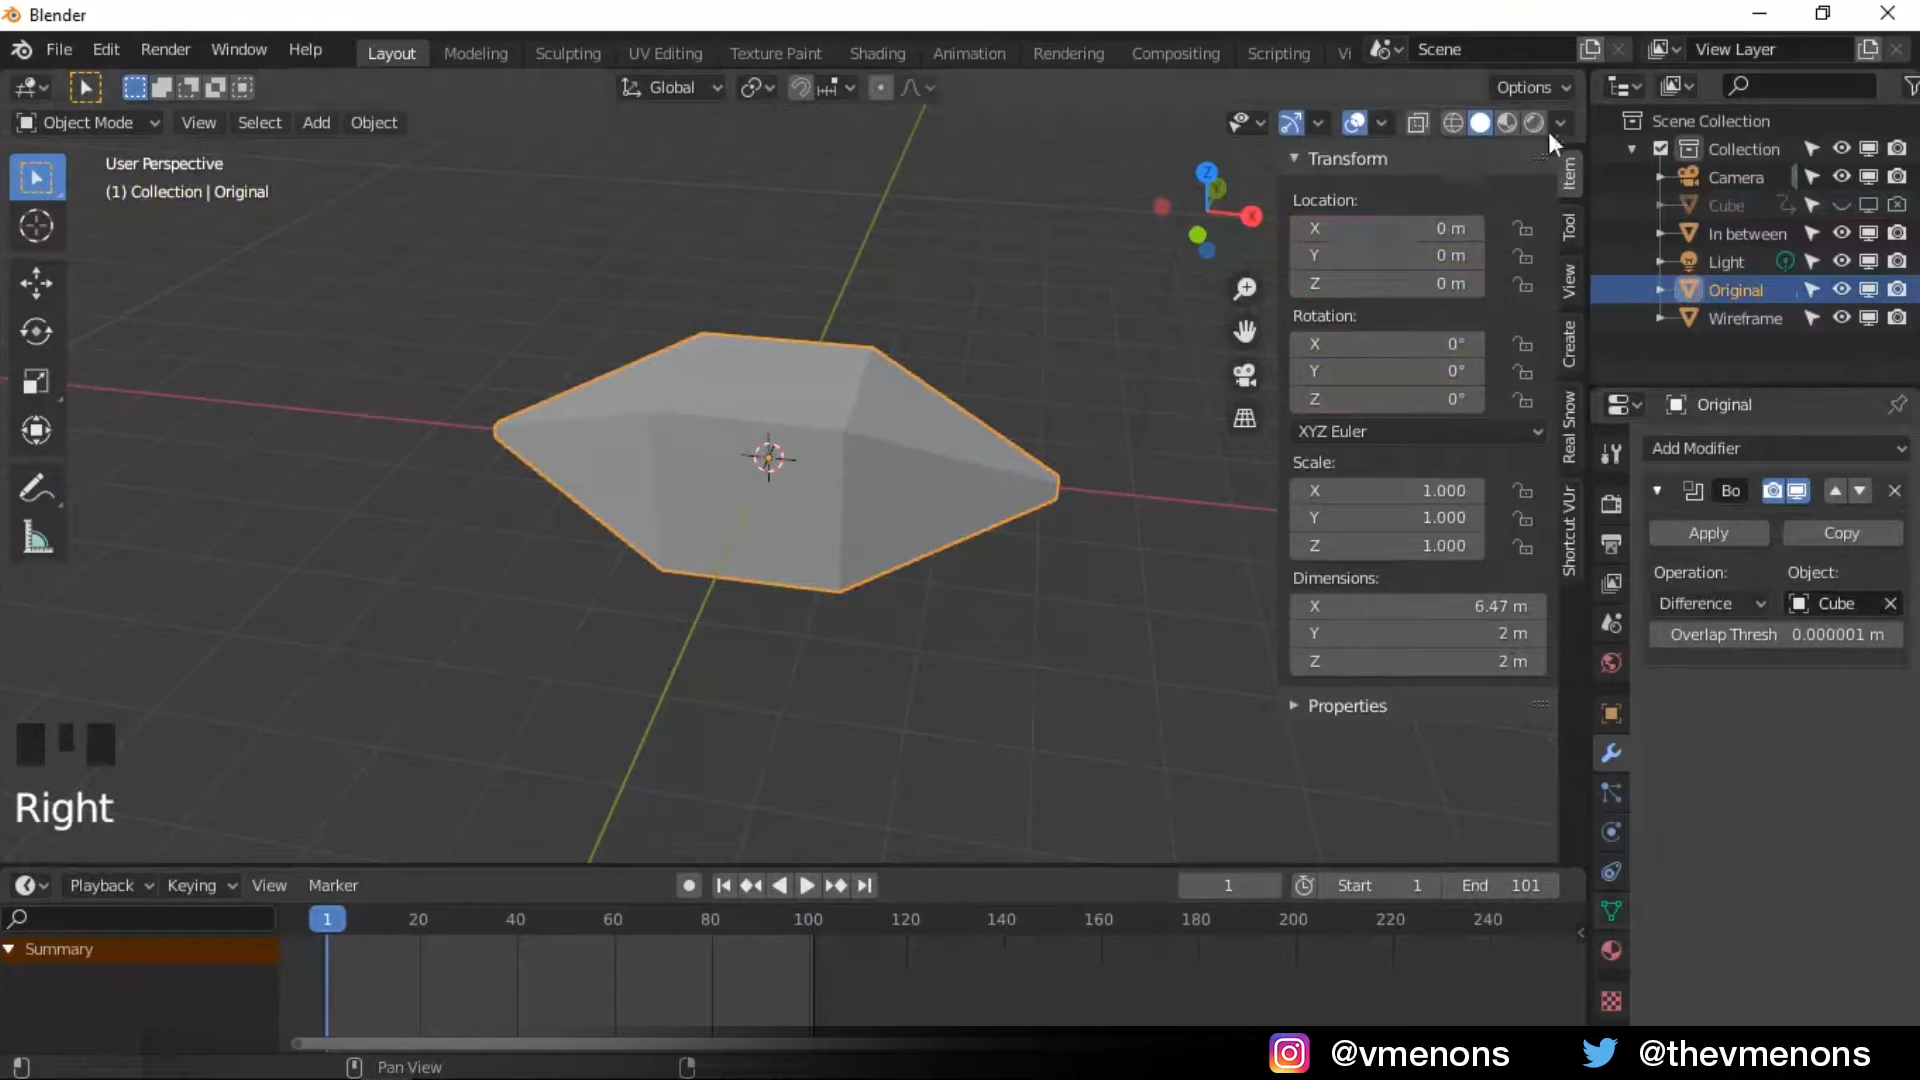 Blender
File Edit Render Window Help Layout Modeling Sculpting UV Editing Texture Paint Shading Animation Rendering Compositing Scripting Vi Scene View Layer
Global Options
Object Mode View Select Add Object
User Perspective
(1) Collection | Original
Z
Y
X
Transform
Location:
X 0 m
Y 0 m
Z 0 m
Rotation:
X 0°
Y 0°
Z 0°
XYZ Euler
Scale:
X 1.000
Y 1.000
Z 1.000
Dimensions:
X 6.47 m
Y 2 m
Z 2 m
Properties
Item
Tool
View
Create
Real Snow
Shortcut VUr
Scene Collection
Collection
Camera
Cube
In between
Light
Original
Wireframe
Original
Add Modifier
Bo
Apply Copy
Operation: Object:
Difference Cube
Overlap Thresh 0.000001 m
Right
Playback Keying View Marker 1 Start 1 End 101
1 20 40 60 80 100 120 140 160 180 200 220 240
Summary
Pan View
@vmenons @thevmenons